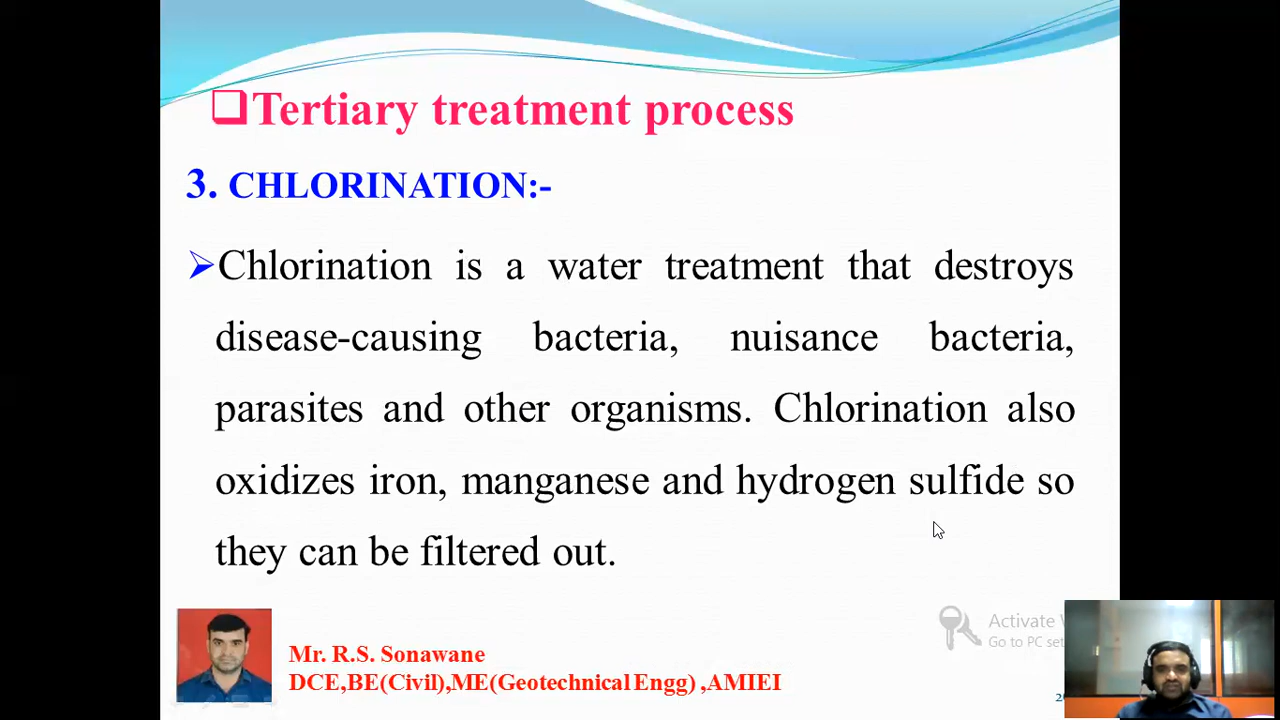 Tertiary treatment process
3. CHLORINATION:-
Chlorination is a water treatment that destroys
disease-causing bacteria, nuisance bacteria,
parasites and other organisms. Chlorination also
oxidizes iron, manganese and hydrogen sulfide so
they can be filtered out.
Activate
Go to PC
Mr. R.S. Sonawane
DCE,BE(Civil),ME(Geotechnical Engg) ,AMIEI